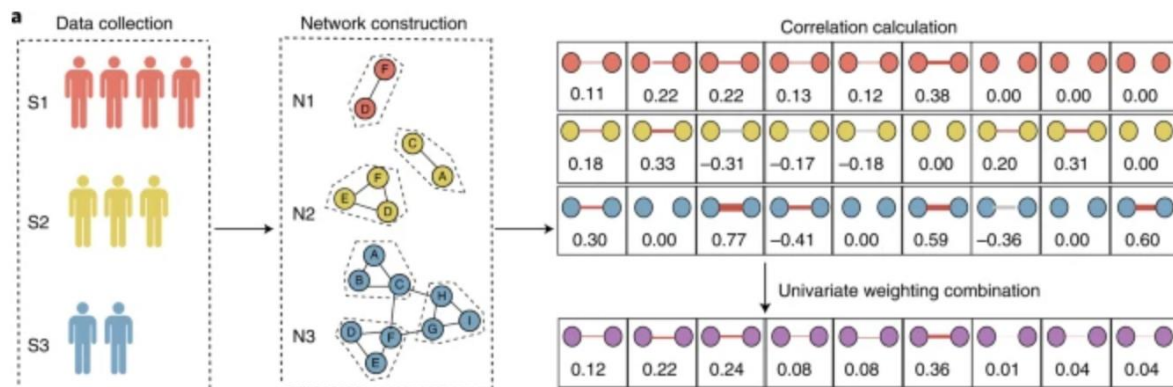 a
Data collection
Network construction
Correlation calculation
S1
S2
S3
N1
F
D
C
A
N2
F
E
D
N3
A
B
C
H
I
G
D
F
E
0.11 0.22 0.22 0.13 0.12 0.38 0.00 0.00 0.00
0.18 0.33 –0.31 –0.17 –0.18 0.00 0.20 0.31 0.00
0.30 0.00 0.77 –0.41 0.00 0.59 –0.36 0.00 0.60
Univariate weighting combination
0.12 0.22 0.24 0.08 0.08 0.36 0.01 0.04 0.04